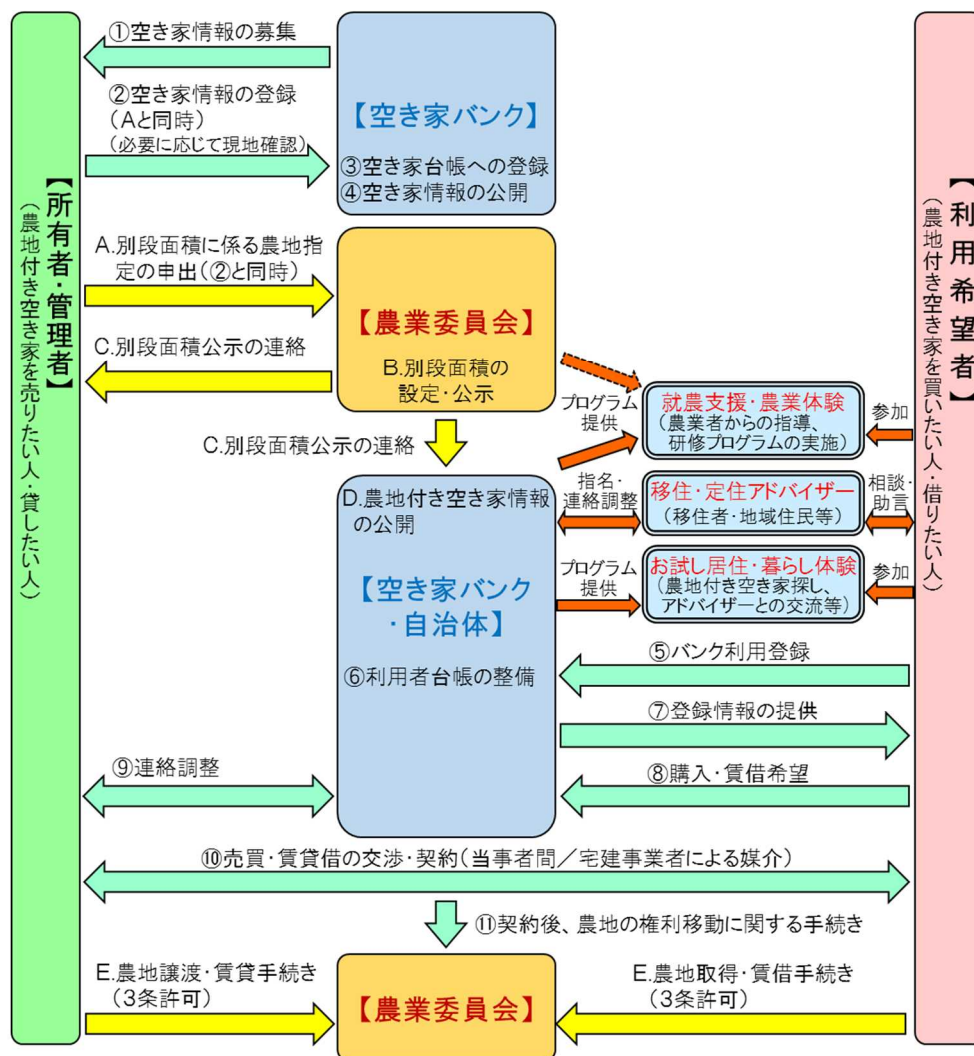 ①空き家情報の募集
②空き家情報の登録
(Aと同時)
(必要に応じて現地確認)
【空き家バンク】
③空き家台帳への登録
④空き家情報の公開
【所有者・管理者】
(農地付き空き家を売りたい人・貸したい人)
【利用希望者】
(農地付き空き家を買いたい人・借りたい人)
A.別段面積に係る農地指
定の申出(②と同時)
C.別段面積公示の連絡
【農業委員会】
B.別段面積の
設定・公示
C.別段面積公示の連絡
プログラム
提供
就農支援・農業体験
(農業者からの指導、
研修プログラムの実施)
参加
D.農地付き空き家情報
の公開
指名・
連絡調整
移住・定住アドバイザー
(移住者・地域住民等)
相談・
助言
【空き家バンク
・自治体】
プログラム
提供
お試し居住・暮らし体験
(農地付き空き家探し、
アドバイザーとの交流等)
参加
⑥利用者台帳の整備
⑤バンク利用登録
⑦登録情報の提供
⑨連絡調整
⑧購入・賃借希望
⑩売買・賃貸借の交渉・契約(当事者間/宅建事業者による媒介)
⑪契約後、農地の権利移動に関する手続き
E.農地譲渡・賃貸手続き
(3条許可)
【農業委員会】
E.農地取得・賃借手続き
(3条許可)